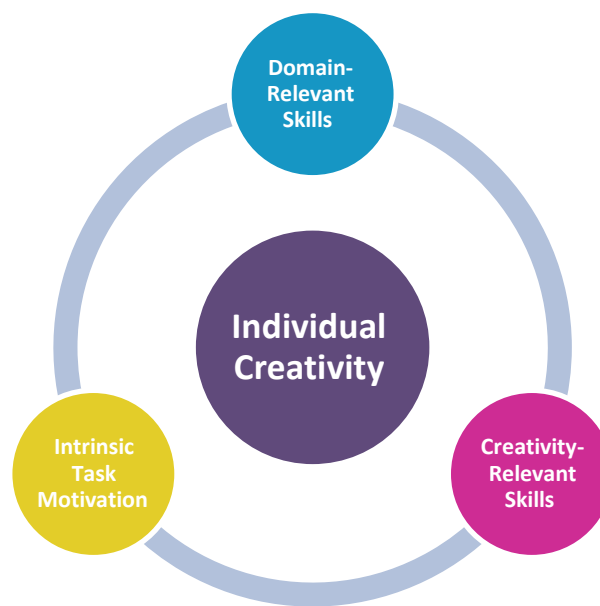 Domain-
Relevant
Skills
Individual
Creativity
Intrinsic
Task
Motivation
Creativity-
Relevant
Skills